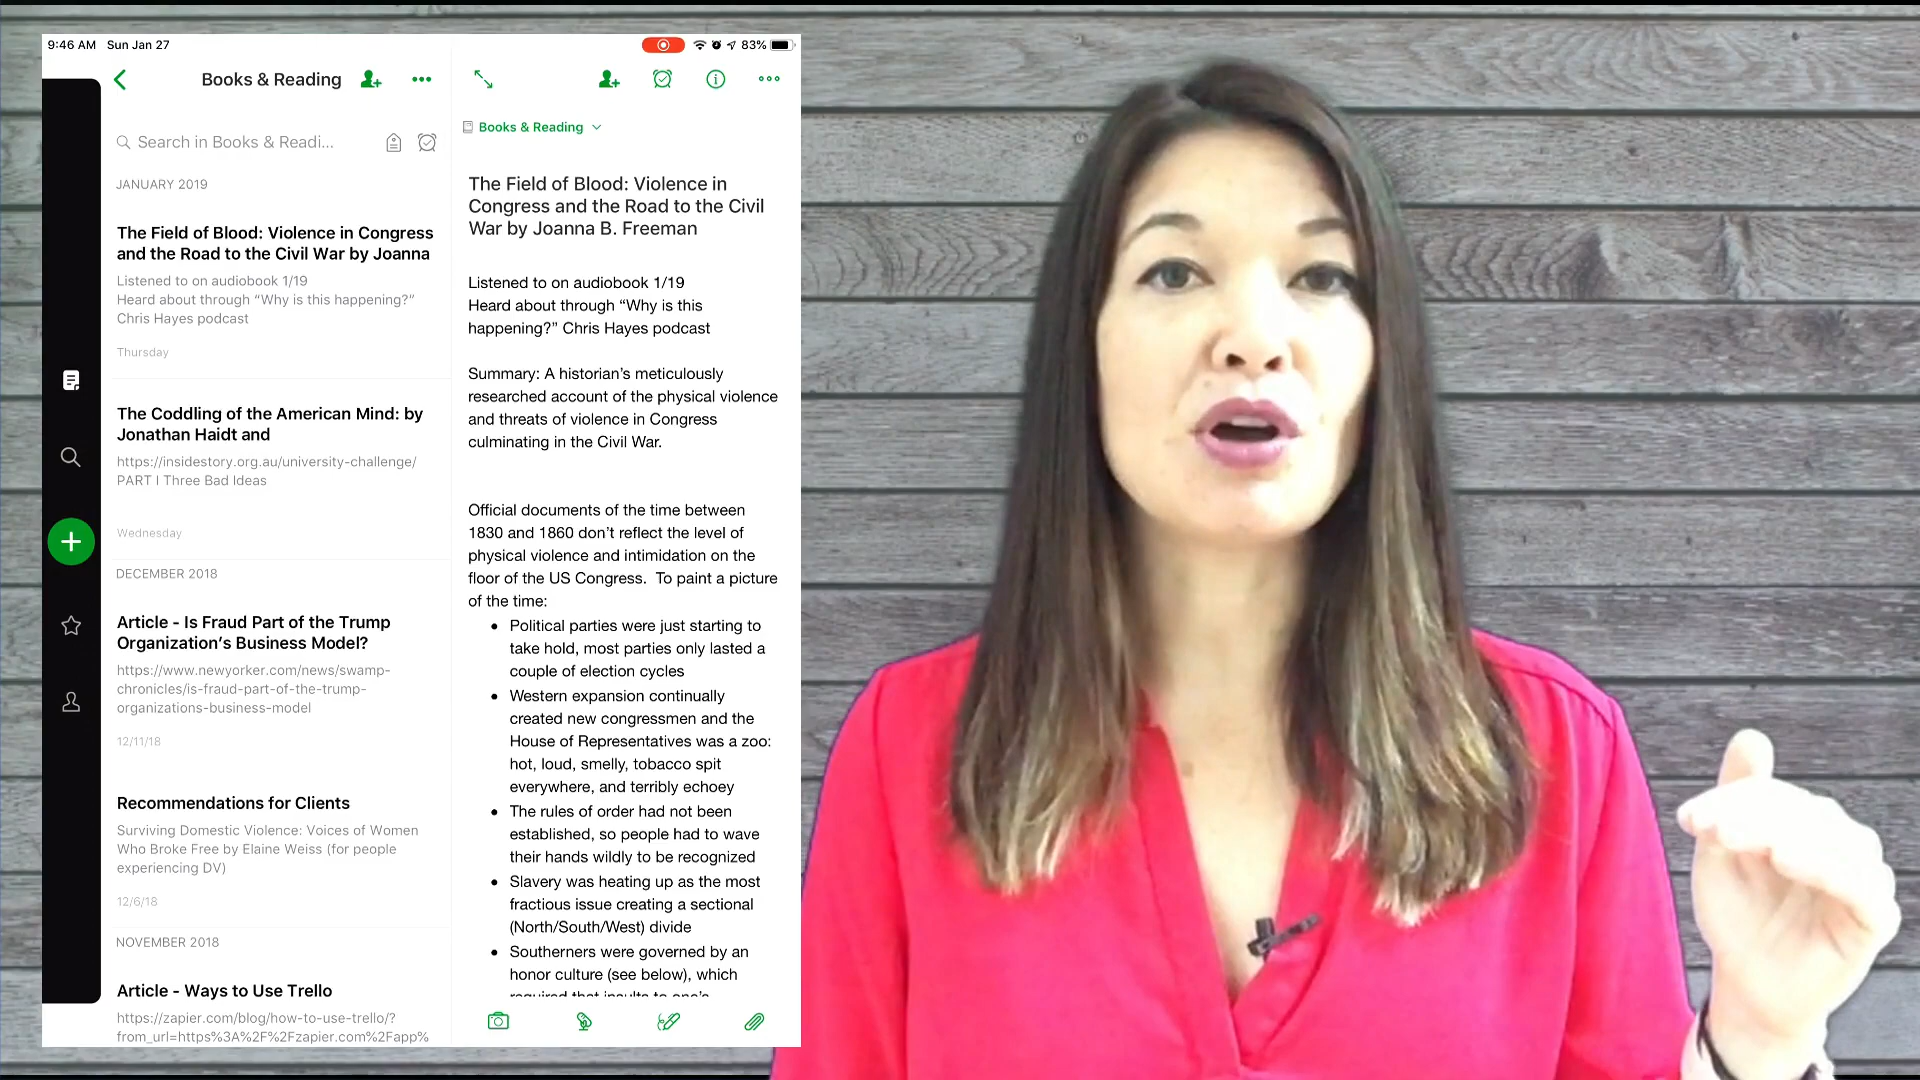 9:46 AM Sun Jan 27
83%
Books & Reading
Search in Books & Readi...
JANUARY 2019
The Field of Blood: Violence in Congress
and the Road to the Civil War by Joanna
Listened to on audiobook 1/19
Heard about through “Why is this happening?”
Chris Hayes podcast
Thursday
The Coddling of the American Mind: by
Jonathan Haidt and
https://insidestory.org.au/university-challenge/
PART I Three Bad Ideas
Wednesday
DECEMBER 2018
Article - Is Fraud Part of the Trump
Organization’s Business Model?
https://www.newyorker.com/news/swamp-
chronicles/is-fraud-part-of-the-trump-
organizations-business-model
12/11/18
Recommendations for Clients
Surviving Domestic Violence: Voices of Women
Who Broke Free by Elaine Weiss (for people
experiencing DV)
12/6/18
NOVEMBER 2018
Article - Ways to Use Trello
https://zapier.com/blog/how-to-use-trello/?
from_url=https%3A%2F%2Fzapier.com%2Fapp%
Books & Reading
The Field of Blood: Violence in
Congress and the Road to the Civil
War by Joanna B. Freeman
Listened to on audiobook 1/19
Heard about through “Why is this
happening?” Chris Hayes podcast
Summary: A historian’s meticulously
researched account of the physical violence
and threats of violence in Congress
culminating in the Civil War.
Official documents of the time between
1830 and 1860 don’t reflect the level of
physical violence and intimidation on the
floor of the US Congress. To paint a picture
of the time:
• Political parties were just starting to
take hold, most parties only lasted a
couple of election cycles
• Western expansion continually
created new congressmen and the
House of Representatives was a zoo:
hot, loud, smelly, tobacco spit
everywhere, and terribly echoey
• The rules of order had not been
established, so people had to wave
their hands wildly to be recognized
• Slavery was heating up as the most
fractious issue creating a sectional
(North/South/West) divide
• Southerners were governed by an
honor culture (see below), which
required that insults to one’s